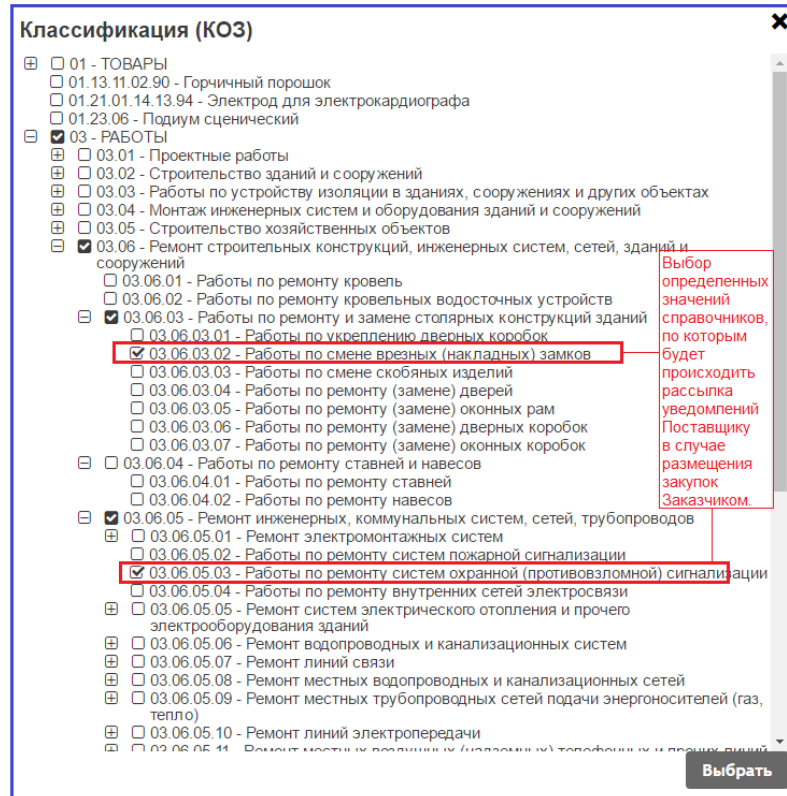 Классификация (КОЗ)
01 - ТОВАРЫ
01.13.11.02.90 - Горчичный порошок
01.21.01.14.13.94 - Электрод для электрокардиографа
01.23.06 - Подиум сценический
03 - РАБОТЫ
03.01 - Проектные работы
03.02 - Строительство зданий и сооружений
03.03 - Работы по устройству изоляции в зданиях, сооружениях и других объектах
03.04 - Монтаж инженерных систем и оборудования зданий и сооружений
03.05 - Строительство хозяйственных объектов
03.06 - Ремонт строительных конструкций, инженерных систем, сетей, зданий и
сооружений
03.06.01 - Работы по ремонту кровель
03.06.02 - Работы по ремонту кровельных водосточных устройств
03.06.03 - Работы по ремонту и замене столярных конструкций зданий
03.06.03.01 - Работы по укреплению дверных коробок
03.06.03.02 - Работы по смене врезных (накладных) замков
03.06.03.03 - Работы по смене скобяных изделий
03.06.03.04 - Работы по ремонту (замене) дверей
03.06.03.05 - Работы по ремонту (замене) оконных рам
03.06.03.06 - Работы по ремонту (замене) дверных коробок
03.06.03.07 - Работы по ремонту (замене) оконных коробок
03.06.04 - Работы по ремонту ставней и навесов
03.06.04.01 - Работы по ремонту ставней
03.06.04.02 - Работы по ремонту навесов
03.06.05 - Ремонт инженерных, коммунальных систем, сетей, трубопроводов
03.06.05.01 - Ремонт электромонтажных систем
03.06.05.02 - Работы по ремонту систем пожарной сигнализации
03.06.05.03 - Работы по ремонту систем охранной (противовзломной) сигнализации
03.06.05.04 - Работы по ремонту внутренних сетей электросвязи
03.06.05.05 - Ремонт систем электрического отопления и прочего
электрооборудования зданий
03.06.05.06 - Ремонт водопроводных и канализационных систем
03.06.05.07 - Ремонт линий связи
03.06.05.08 - Ремонт местных водопроводных и канализационных сетей
03.06.05.09 - Ремонт местных трубопроводных сетей подачи энергоносителей (газ,
тепло)
03.06.05.10 - Ремонт линий электропередачи
03.06.05.11 - Ремонт местных воздушных (надземных) телефонных и прочих линий
Выбор
определенных
значений
справочников,
по которым
будет
происходить
рассылка
уведомлений
Поставщику
в случае
размещения
закупок
Заказчиком.
Выбрать